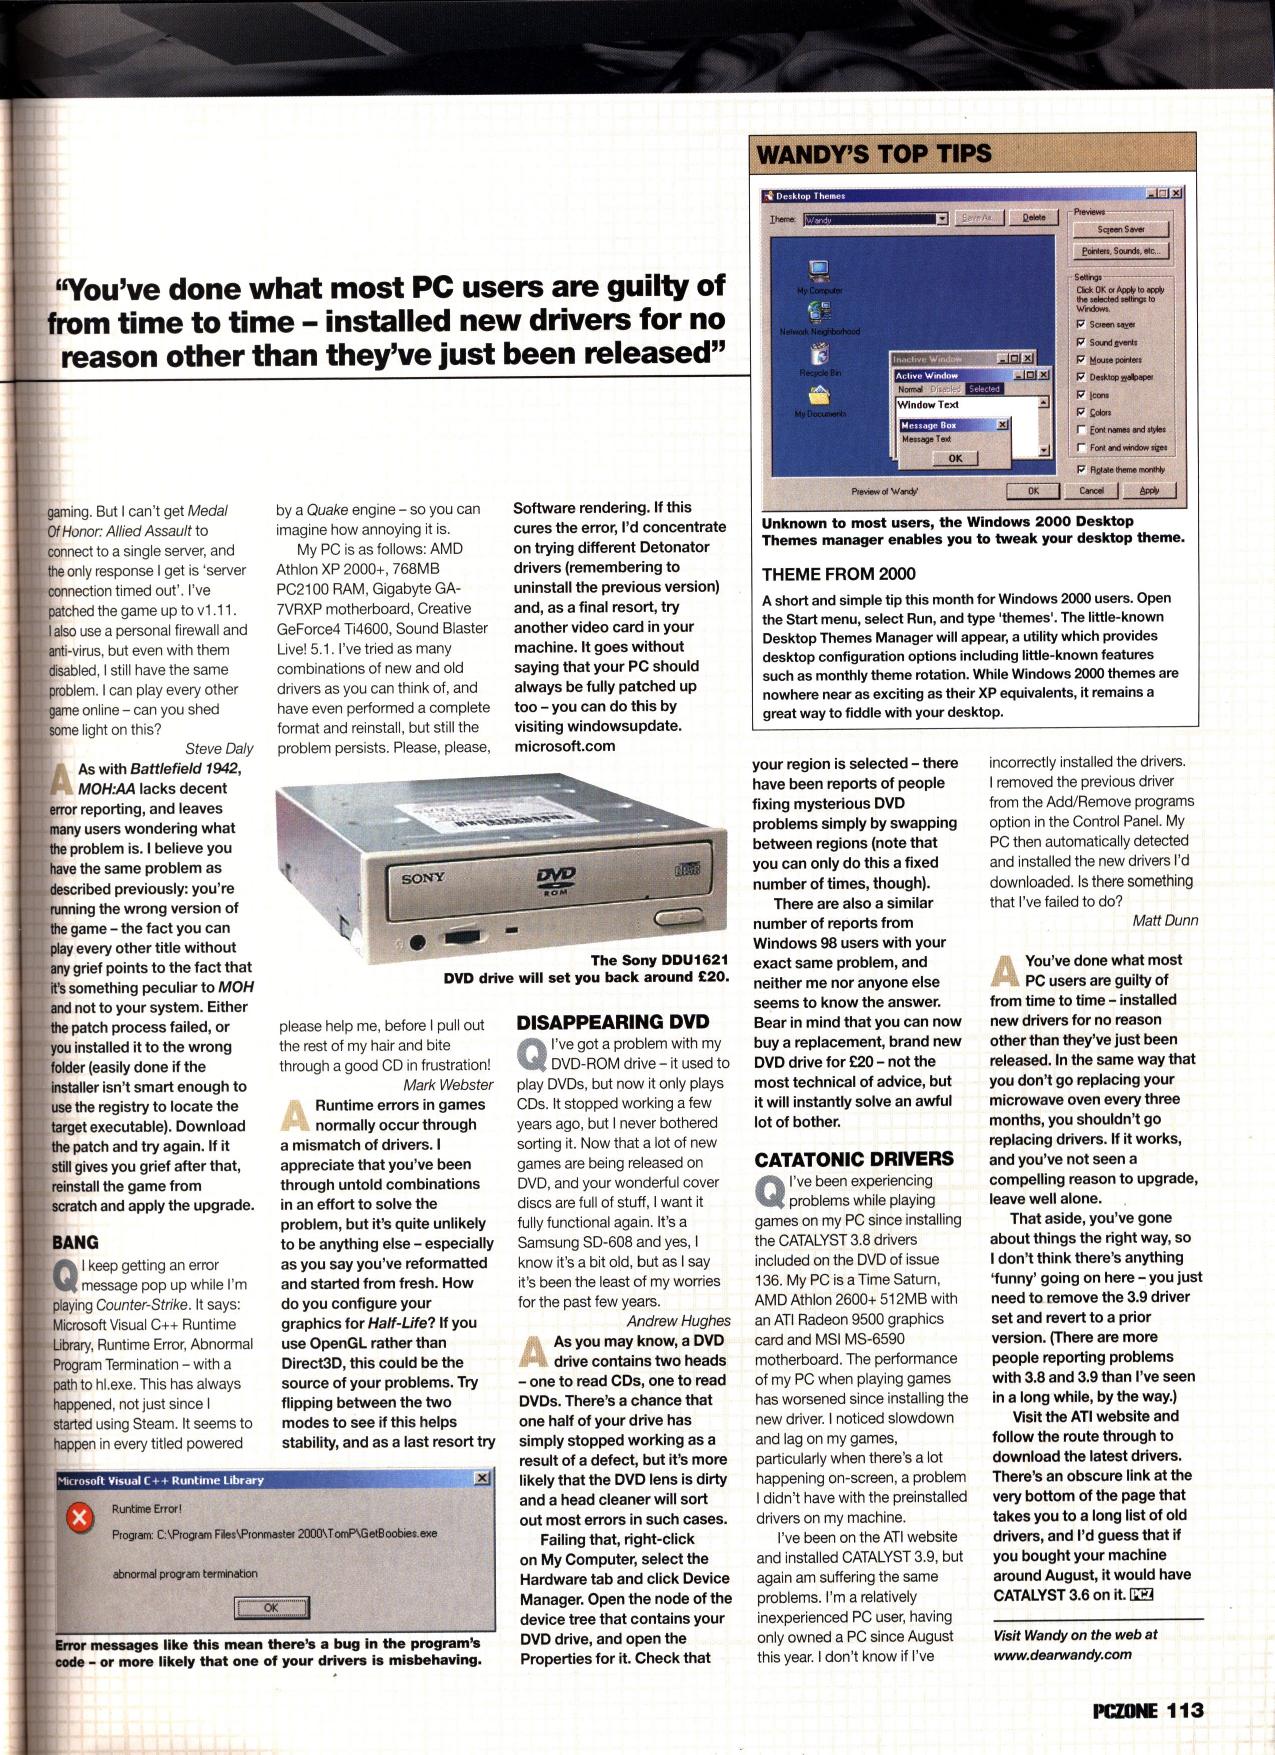 WANDY'S TOP TIPS
Desktop Themes
Theme:
Wandy
Save As...
Delete
Previews
Screen Saver
Pointers, Sounds, etc...
My Computer
Network Neighborhood
Recycle Bin
My Documents
Inactive Window
Active Window
Normal Disabled Selected
Window Text
Message Box
Message Text
OK
Settings
Click OK or Apply to apply
the selected settings to
Windows.
Screen saver
Sound events
Mouse pointers
Desktop wallpaper
Icons
Colors
Font names and styles
Font and window sizes
Rotate theme monthly
Preview of 'Wandy'
OK
Cancel
Apply
Unknown to most users, the Windows 2000 Desktop
Themes manager enables you to tweak your desktop theme.
THEME FROM 2000
A short and simple tip this month for Windows 2000 users. Open
the Start menu, select Run, and type 'themes'. The little-known
Desktop Themes Manager will appear, a utility which provides
desktop configuration options including little-known features
such as monthly theme rotation. While Windows 2000 themes are
nowhere near as exciting as their XP equivalents, it remains a
great way to fiddle with your desktop.
“You've done what most PC users are guilty of
from time to time – installed new drivers for no
reason other than they've just been released”
gaming. But I can't get Medal
Of Honor: Allied Assault to
connect to a single server, and
the only response I get is 'server
connection timed out'. I've
patched the game up to v1.11.
I also use a personal firewall and
anti-virus, but even with them
disabled, I still have the same
problem. I can play every other
game online – can you shed
some light on this?
Steve Daly
A As with Battlefield 1942,
MOH:AA lacks decent
error reporting, and leaves
many users wondering what
the problem is. I believe you
have the same problem as
described previously: you're
running the wrong version of
the game – the fact you can
play every other title without
any grief points to the fact that
it's something peculiar to MOH
and not to your system. Either
the patch process failed, or
you installed it to the wrong
folder (easily done if the
installer isn't smart enough to
use the registry to locate the
target executable). Download
the patch and try again. If it
still gives you grief after that,
reinstall the game from
scratch and apply the upgrade.
BANG
Q I keep getting an error
message pop up while I'm
playing Counter-Strike. It says:
Microsoft Visual C++ Runtime
Library, Runtime Error, Abnormal
Program Termination – with a
path to hl.exe. This has always
happened, not just since I
started using Steam. It seems to
happen in every titled powered
by a Quake engine – so you can
imagine how annoying it is.
My PC is as follows: AMD
Athlon XP 2000+, 768MB
PC2100 RAM, Gigabyte GA-
7VRXP motherboard, Creative
GeForce4 Ti4600, Sound Blaster
Live! 5.1. I've tried as many
combinations of new and old
drivers as you can think of, and
have even performed a complete
format and reinstall, but still the
problem persists. Please, please,
please help me, before I pull out
the rest of my hair and bite
through a good CD in frustration!
Mark Webster
A Runtime errors in games
normally occur through
a mismatch of drivers. I
appreciate that you've been
through untold combinations
in an effort to solve the
problem, but it's quite unlikely
to be anything else – especially
as you say you've reformatted
and started from fresh. How
do you configure your
graphics for Half-Life? If you
use OpenGL rather than
Direct3D, this could be the
source of your problems. Try
flipping between the two
modes to see if this helps
stability, and as a last resort try
Software rendering. If this
cures the error, I'd concentrate
on trying different Detonator
drivers (remembering to
uninstall the previous version)
and, as a final resort, try
another video card in your
machine. It goes without
saying that your PC should
always be fully patched up
too – you can do this by
visiting windowsupdate.
microsoft.com
Microsoft Visual C++ Runtime Library
Runtime Error!
Program: C:\Program Files\Pronmaster 2000\TomP\GetBoobies.exe
abnormal program termination
OK
Error messages like this mean there's a bug in the program's
code – or more likely that one of your drivers is misbehaving.
SONY
DVD
ROM
The Sony DDU1621
DVD drive will set you back around £20.
DISAPPEARING DVD
Q I've got a problem with my
DVD-ROM drive – it used to
play DVDs, but now it only plays
CDs. It stopped working a few
years ago, but I never bothered
sorting it. Now that a lot of new
games are being released on
DVD, and your wonderful cover
discs are full of stuff, I want it
fully functional again. It's a
Samsung SD-608 and yes, I
know it's a bit old, but as I say
it's been the least of my worries
for the past few years.
Andrew Hughes
A As you may know, a DVD
drive contains two heads
– one to read CDs, one to read
DVDs. There's a chance that
one half of your drive has
simply stopped working as a
result of a defect, but it's more
likely that the DVD lens is dirty
and a head cleaner will sort
out most errors in such cases.
Failing that, right-click
on My Computer, select the
Hardware tab and click Device
Manager. Open the node of the
device tree that contains your
DVD drive, and open the
Properties for it. Check that
your region is selected – there
have been reports of people
fixing mysterious DVD
problems simply by swapping
between regions (note that
you can only do this a fixed
number of times, though).
There are also a similar
number of reports from
Windows 98 users with your
exact same problem, and
neither me nor anyone else
seems to know the answer.
Bear in mind that you can now
buy a replacement, brand new
DVD drive for £20 – not the
most technical of advice, but
it will instantly solve an awful
lot of bother.
CATATONIC DRIVERS
Q I've been experiencing
problems while playing
games on my PC since installing
the CATALYST 3.8 drivers
included on the DVD of issue
136. My PC is a Time Saturn,
AMD Athlon 2600+ 512MB with
an ATI Radeon 9500 graphics
card and MSI MS-6590
motherboard. The performance
of my PC when playing games
has worsened since installing the
new driver. I noticed slowdown
and lag on my games,
particularly when there's a lot
happening on-screen, a problem
I didn't have with the preinstalled
drivers on my machine.
I've been on the ATI website
and installed CATALYST 3.9, but
again am suffering the same
problems. I'm a relatively
inexperienced PC user, having
only owned a PC since August
this year. I don't know if I've
incorrectly installed the drivers.
I removed the previous driver
from the Add/Remove programs
option in the Control Panel. My
PC then automatically detected
and installed the new drivers I'd
downloaded. Is there something
that I've failed to do?
Matt Dunn
A You've done what most
PC users are guilty of
from time to time – installed
new drivers for no reason
other than they've just been
released. In the same way that
you don't go replacing your
microwave oven every three
months, you shouldn't go
replacing drivers. If it works,
and you've not seen a
compelling reason to upgrade,
leave well alone.
That aside, you've gone
about things the right way, so
I don't think there's anything
'funny' going on here – you just
need to remove the 3.9 driver
set and revert to a prior
version. (There are more
people reporting problems
with 3.8 and 3.9 than I've seen
in a long while, by the way.)
Visit the ATI website and
follow the route through to
download the latest drivers.
There's an obscure link at the
very bottom of the page that
takes you to a long list of old
drivers, and I'd guess that if
you bought your machine
around August, it would have
CATALYST 3.6 on it. PCZ
Visit Wandy on the web at
www.dearwandy.com
PCZONE 113